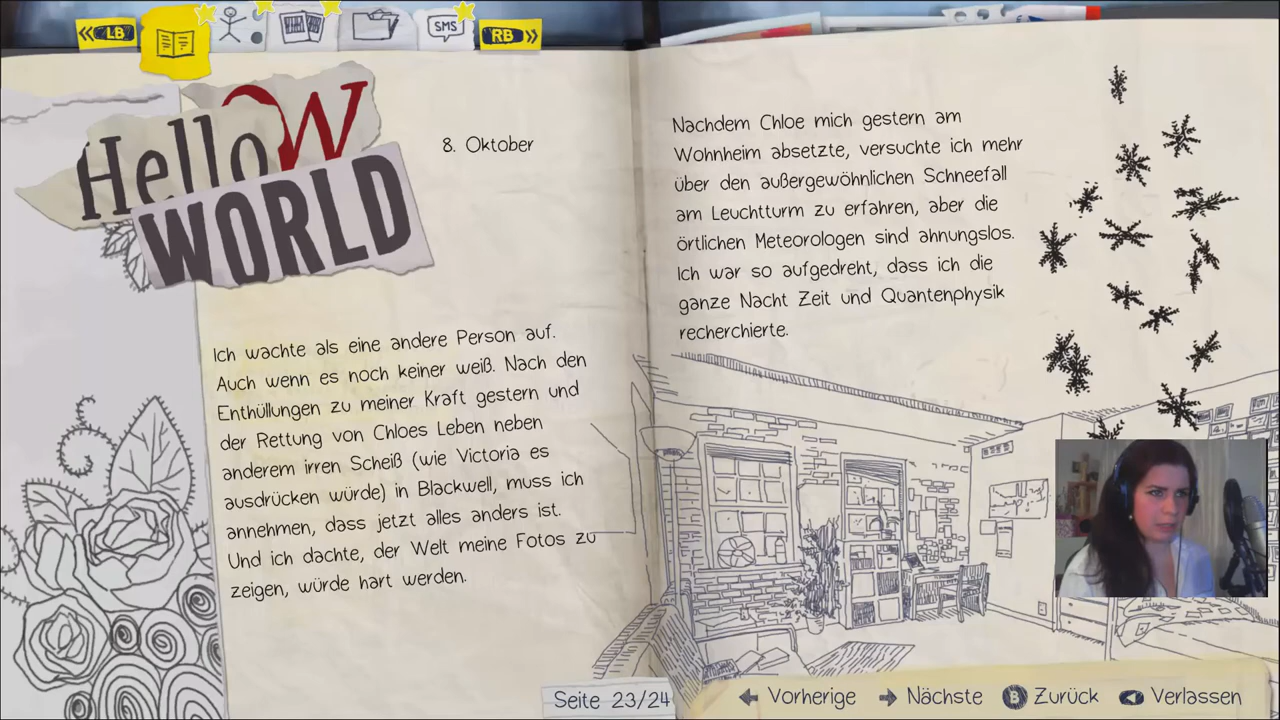 LB
SMS
RB
HelloW
WORLD
8. Oktober
Ich wachte als eine andere Person auf.
Auch wenn es noch keiner weiß. Nach den
Enthüllungen zu meiner Kraft gestern und
der Rettung von Chloes Leben neben
anderem irren Scheiß (wie Victoria es
ausdrücken würde) in Blackwell, muss ich
annehmen, dass jetzt alles anders ist.
Und ich dachte, der Welt meine Fotos zu
zeigen, würde hart werden.
Nachdem Chloe mich gestern am
Wohnheim absetzte, versuchte ich mehr
über den außergewöhnlichen Schneefall
am Leuchtturm zu erfahren, aber die
örtlichen Meteorologen sind ahnungslos.
Ich war so aufgedreht, dass ich die
ganze Nacht Zeit und Quantenphysik
recherchierte.
Seite 23/24
Vorherige
Nächste
B Zurück
Verlassen